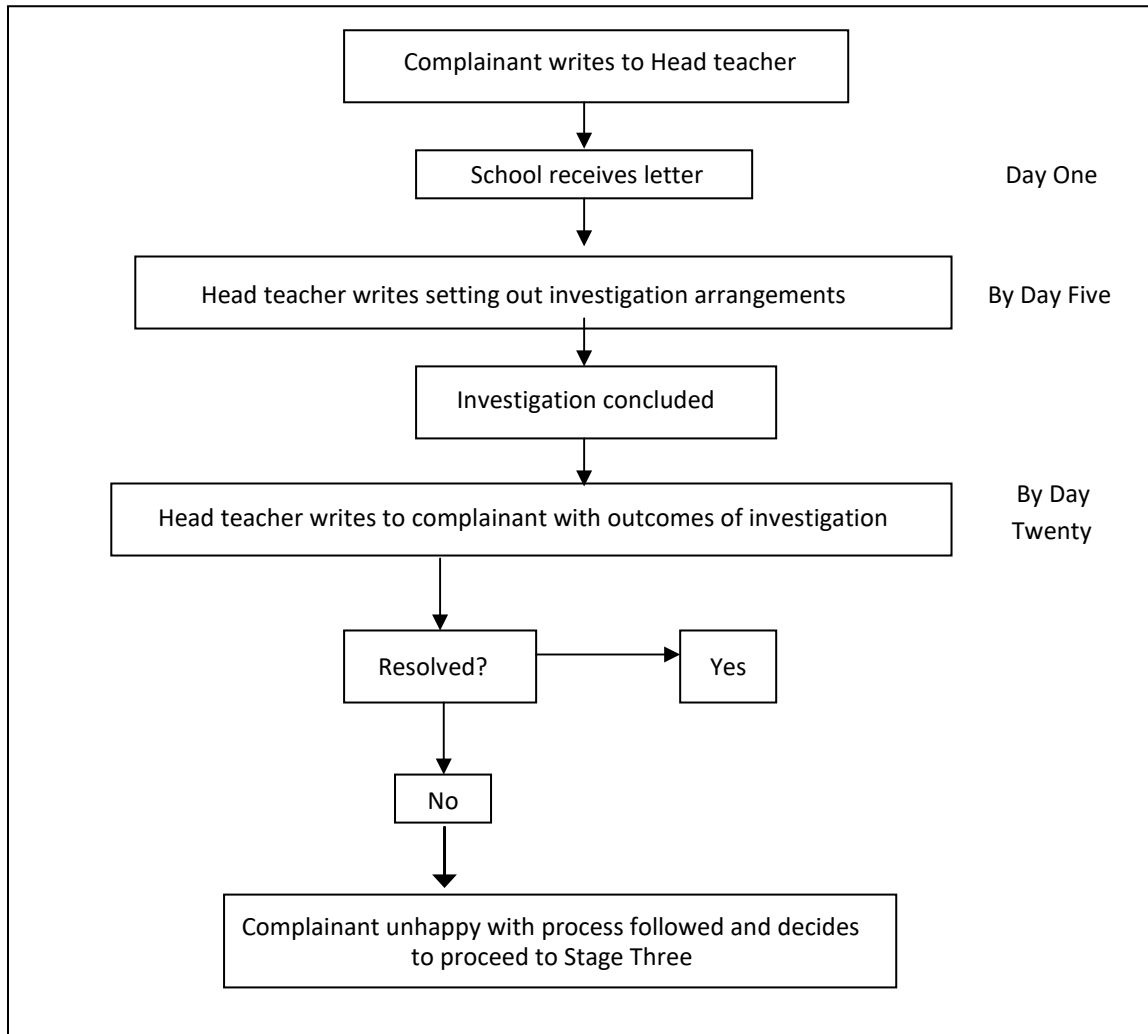 Complainant writes to Head teacher
School receives letter
Day One
Head teacher writes setting out investigation arrangements
By Day Five
Investigation concluded
Head teacher writes to complainant with outcomes of investigation
By Day
Twenty
Resolved?
Yes
No
Complainant unhappy with process followed and decides
to proceed to Stage Three